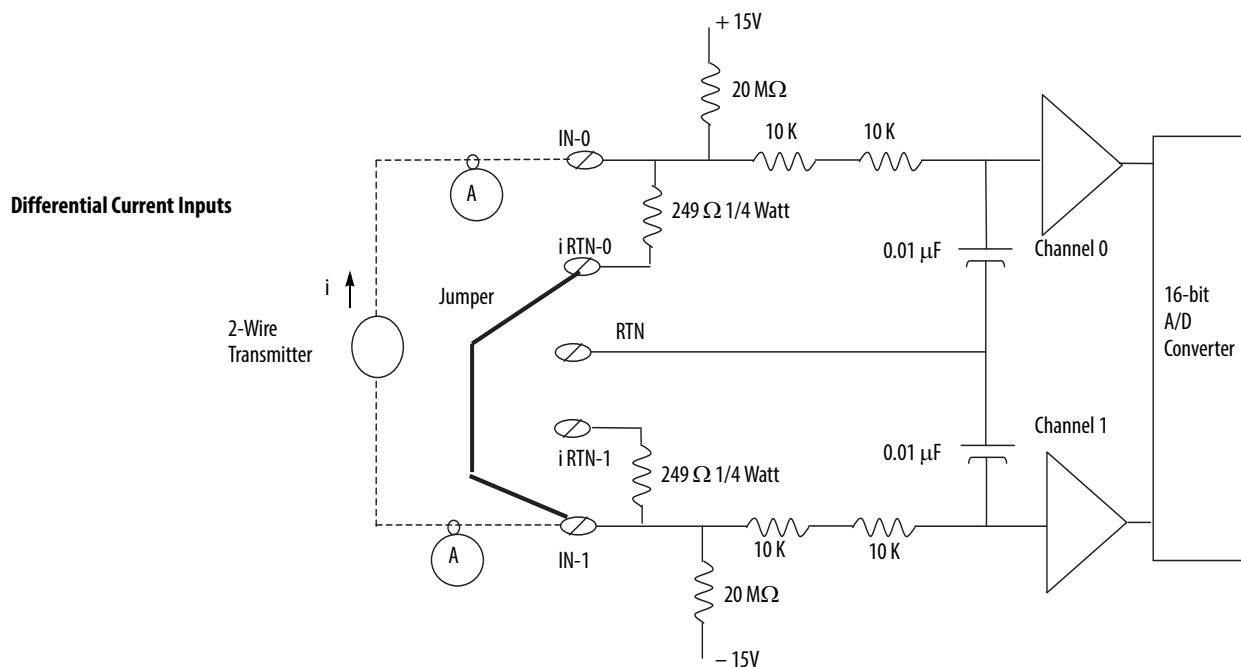 + 15V
20 MΩ
10 K
10 K
IN-0
A
Differential Current Inputs
249 Ω 1/4 Watt
i RTN-0
0.01 μF
Channel 0
i
Jumper
16-bit
A/D
Converter
2-Wire
Transmitter
RTN
Channel 1
i RTN-1
0.01 μF
249 Ω 1/4 Watt
A
IN-1
10 K
10 K
20 MΩ
– 15V